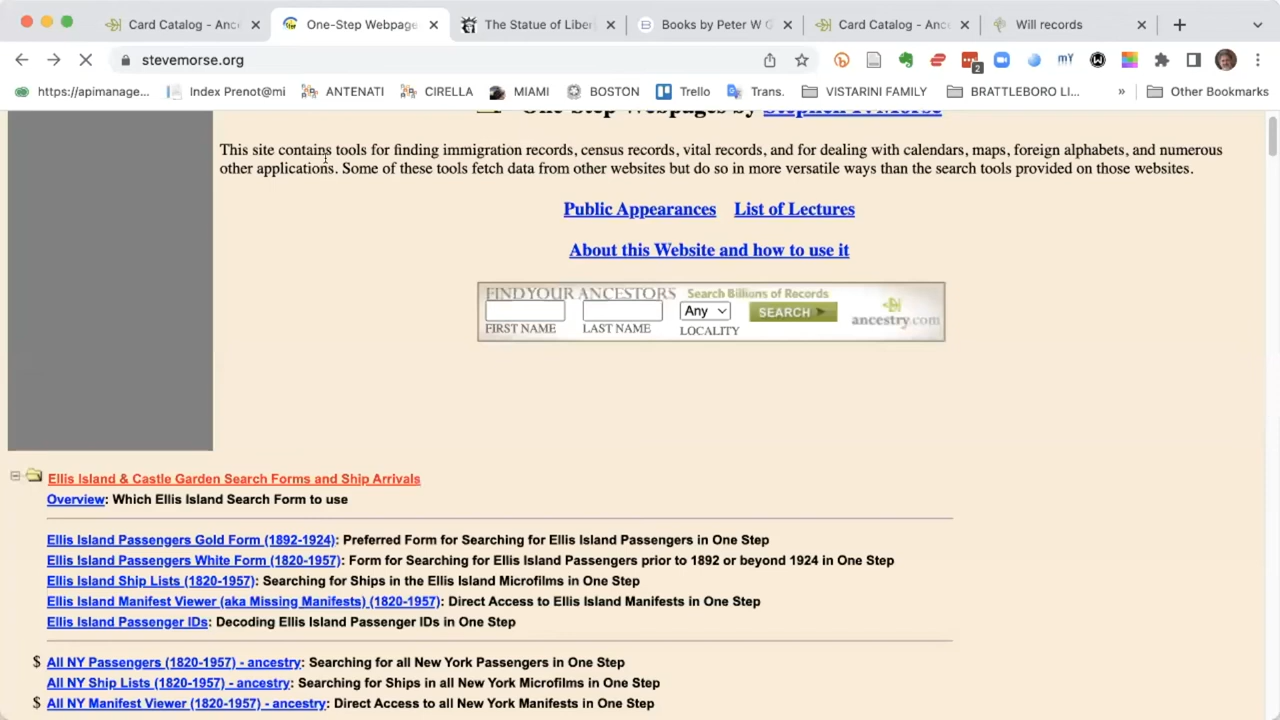 Card Catalog - Anc
One-Step Webpage
The Statue of Liber
Books by Peter W G
Card Catalog - Anc
Will records
stevemorse.org
2
mY
https://apimanage...
Index Prenot@mi
ANTENATI
CIRELLA
MIAMI
BOSTON
Trello
Trans.
VISTARINI FAMILY
BRATTLEBORO LI...
»
Other Bookmarks
One-Step Webpages by Stephen P. Morse
This site contains tools for finding immigration records, census records, vital records, and for dealing with calendars, maps, foreign alphabets, and numerous
other applications. Some of these tools fetch data from other websites but do so in more versatile ways than the search tools provided on those websites.
Public Appearances List of Lectures
About this Website and how to use it
FIND YOUR ANCESTORS Search Billions of Records
Any SEARCH ancestry.com
FIRST NAME LAST NAME LOCALITY
Ellis Island & Castle Garden Search Forms and Ship Arrivals
Overview: Which Ellis Island Search Form to use
Ellis Island Passengers Gold Form (1892-1924): Preferred Form for Searching for Ellis Island Passengers in One Step
Ellis Island Passengers White Form (1820-1957): Form for Searching for Ellis Island Passengers prior to 1892 or beyond 1924 in One Step
Ellis Island Ship Lists (1820-1957): Searching for Ships in the Ellis Island Microfilms in One Step
Ellis Island Manifest Viewer (aka Missing Manifests) (1820-1957): Direct Access to Ellis Island Manifests in One Step
Ellis Island Passenger IDs: Decoding Ellis Island Passenger IDs in One Step
$ All NY Passengers (1820-1957) - ancestry: Searching for all New York Passengers in One Step
All NY Ship Lists (1820-1957) - ancestry: Searching for Ships in all New York Microfilms in One Step
$ All NY Manifest Viewer (1820-1957) - ancestry: Direct Access to all New York Manifests in One Step